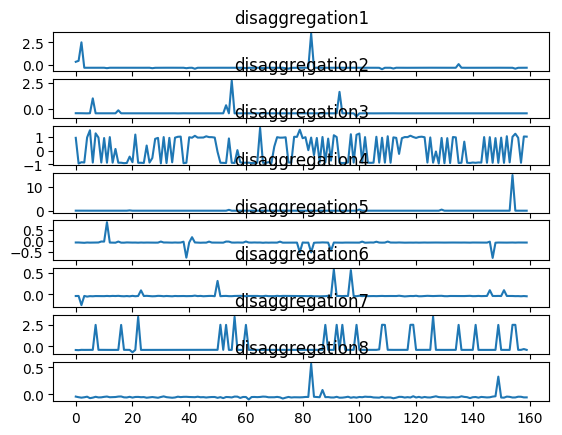 disaggregation1
2.5
0.0
disaggregation2
2.5
0.0
disaggregation3
1
0
−1
disaggregation4
10
0
disaggregation5
0.5
0.0
−0.5
disaggregation6
0.5
0.0
disaggregation7
2.5
0.0
disaggregation8
0.5
0.0
0 20 40 60 80 100 120 140 160